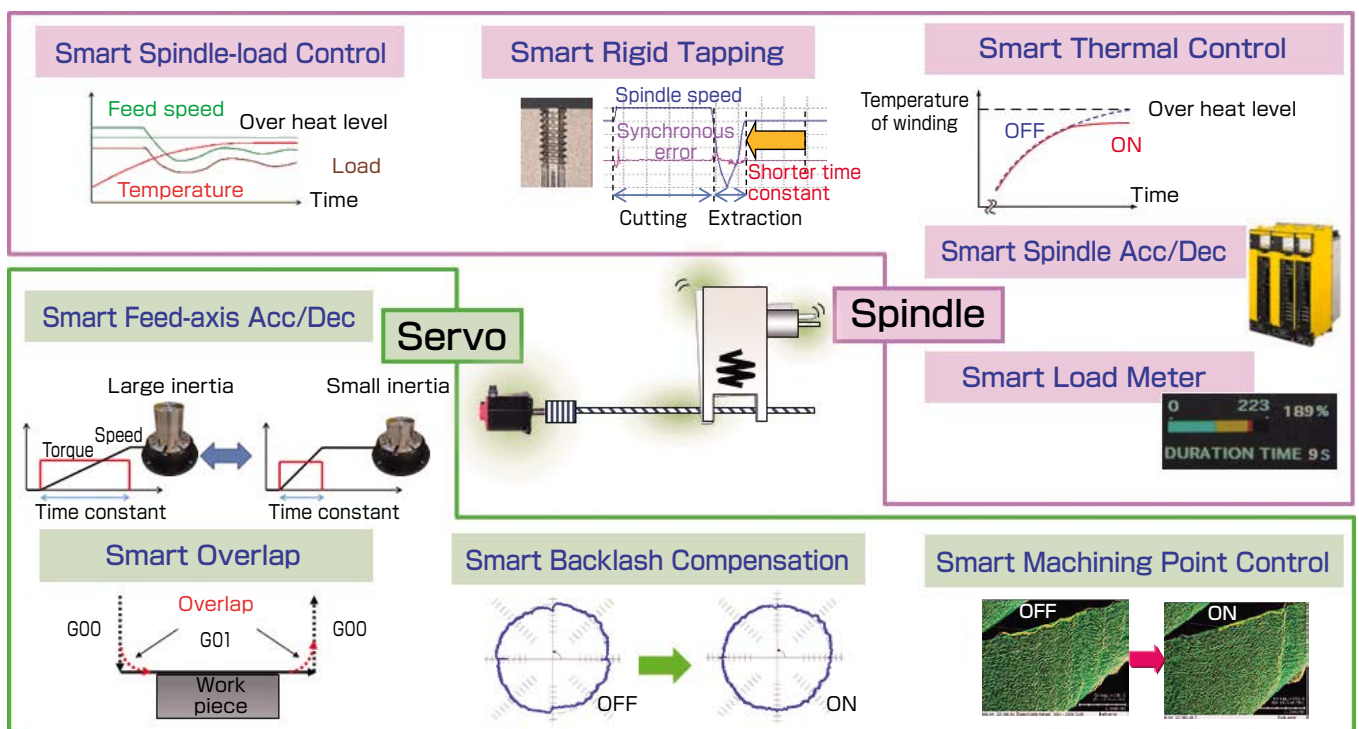 Smart Spindle-load Control
Feed speed
Over heat level
Load
Temperature
Time
Smart Rigid Tapping
Spindle speed
Synchronous
error
Shorter time
constant
Cutting
Extraction
Smart Thermal Control
Temperature
of winding
Over heat level
OFF
ON
Time
Smart Spindle Acc/Dec
Spindle
Smart Load Meter
0 223 189%
DURATION TIME 9S
Smart Feed-axis Acc/Dec
Servo
Large inertia
Small inertia
Speed
Torque
Time constant
Time constant
Smart Overlap
Overlap
G00
G01
G00
Work
piece
Smart Backlash Compensation
OFF
ON
Smart Machining Point Control
OFF
ON